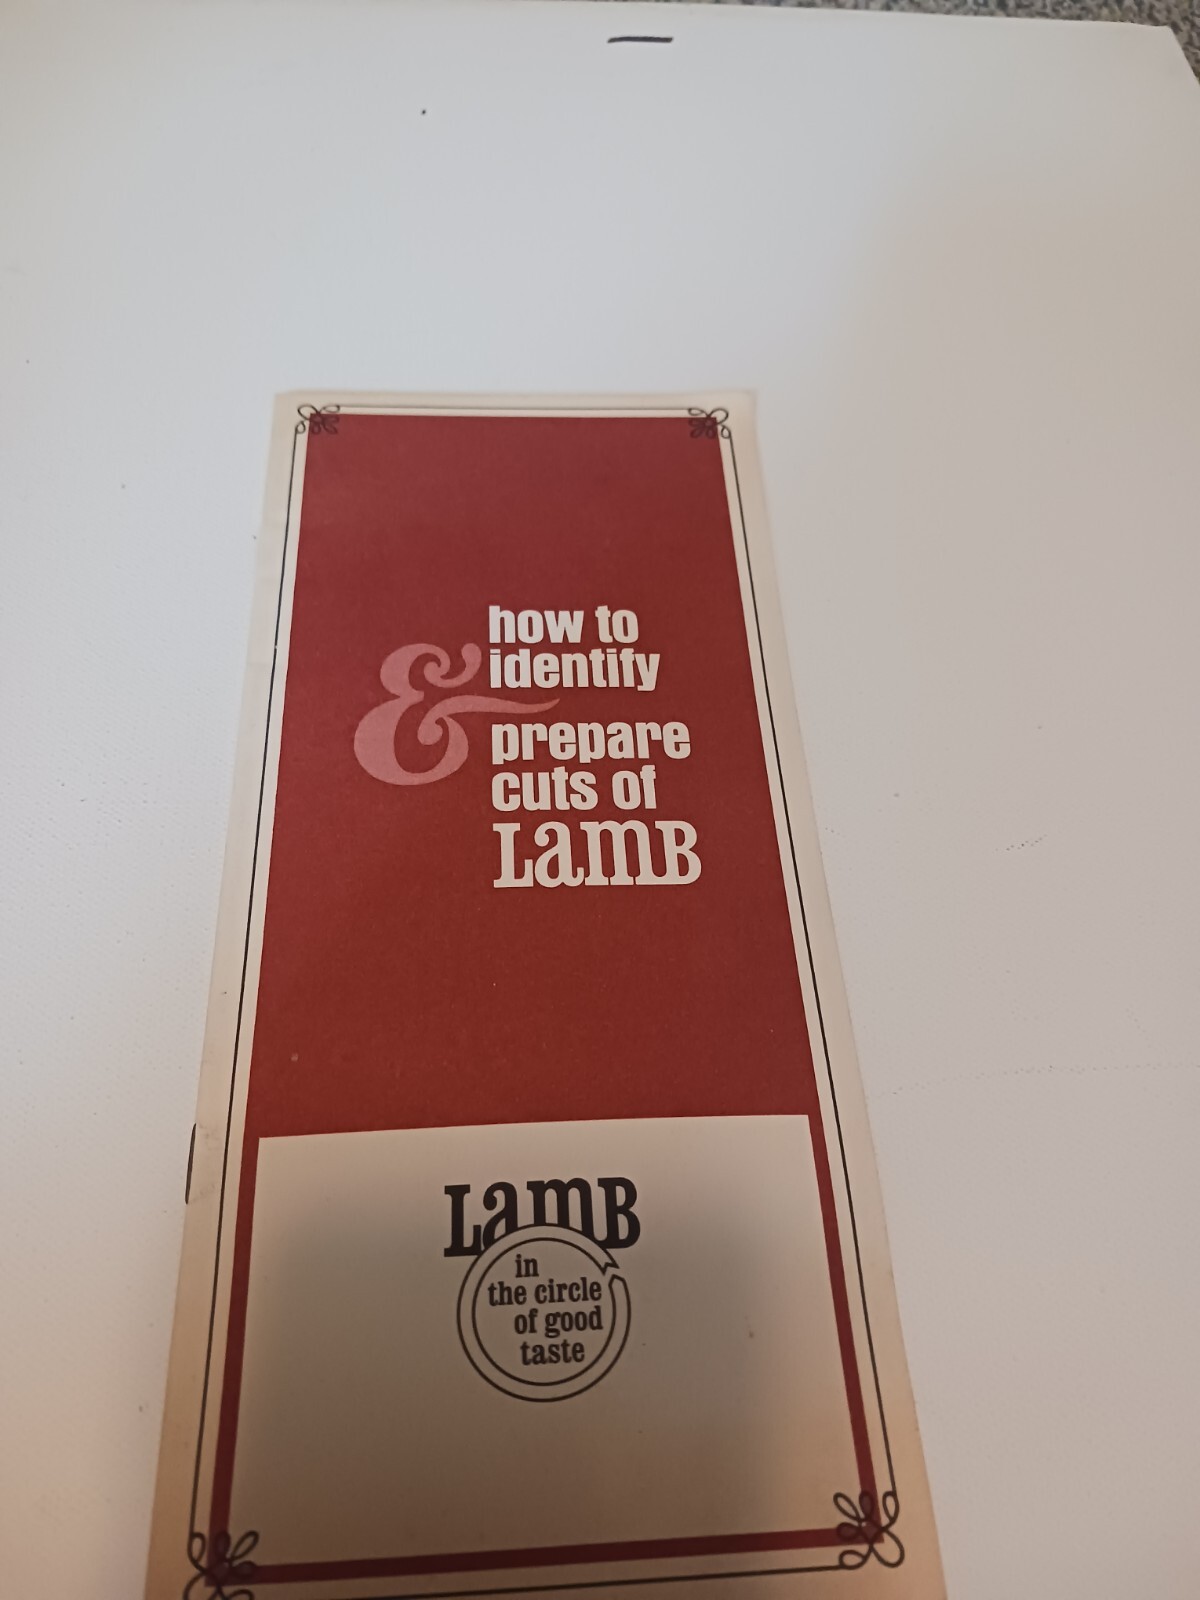 how to
identify
&
prepare
cuts of
LamB
LamB
in
the circle
of good
taste